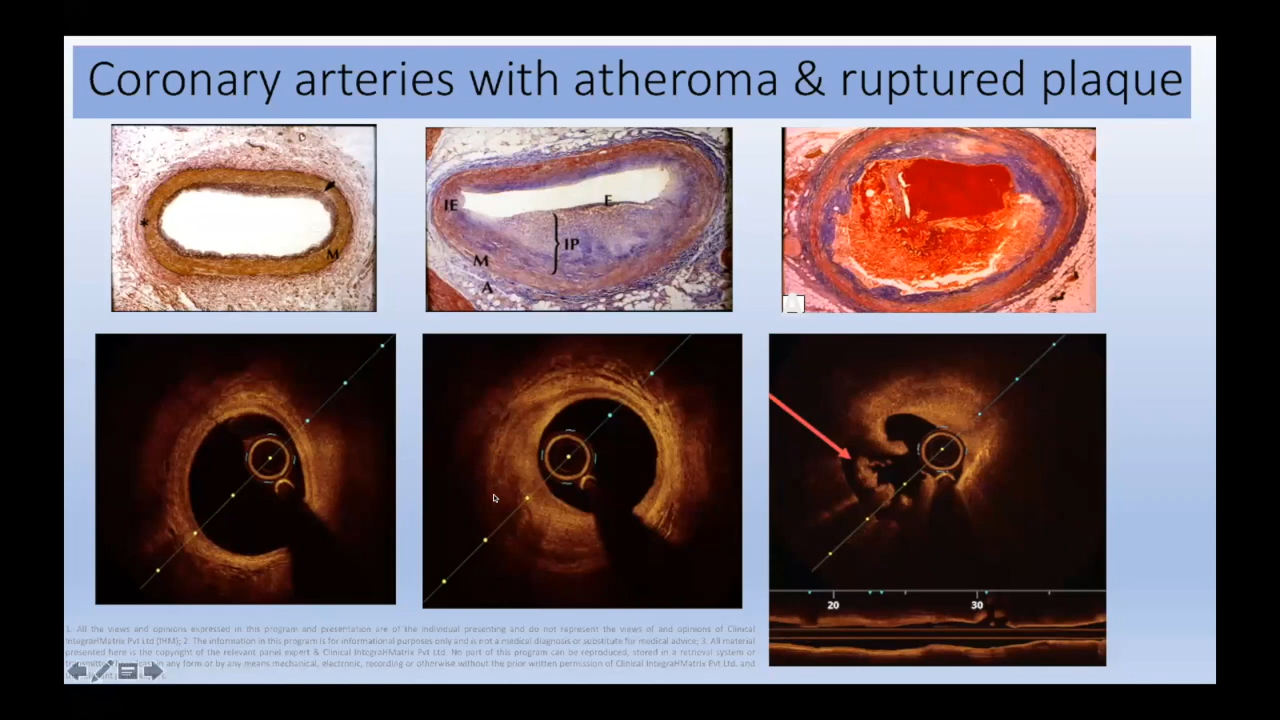 Coronary arteries with atheroma & ruptured plaque
D
*
M
IE
E
IP
M
A
20 30
1. All the views and opinions expressed in this program and presentation are of the individual presenting and do not represent the views of and opinions of Clinical
IntegraHMatrix Pvt Ltd (IHM); 2. The information in this program is for informational purposes only and is not a medical diagnosis or substitute for medical advice; 3. All material
presented here is the copyright of the relevant panel expert & Clinical IntegraHMatrix Pvt Ltd. No part of this program can be reproduced, stored in a retrieval system or
in any form or by any means mechanical, electronic, recording or otherwise without the prior written permission of Clinical IntegraHMatrix Pvt Ltd. and